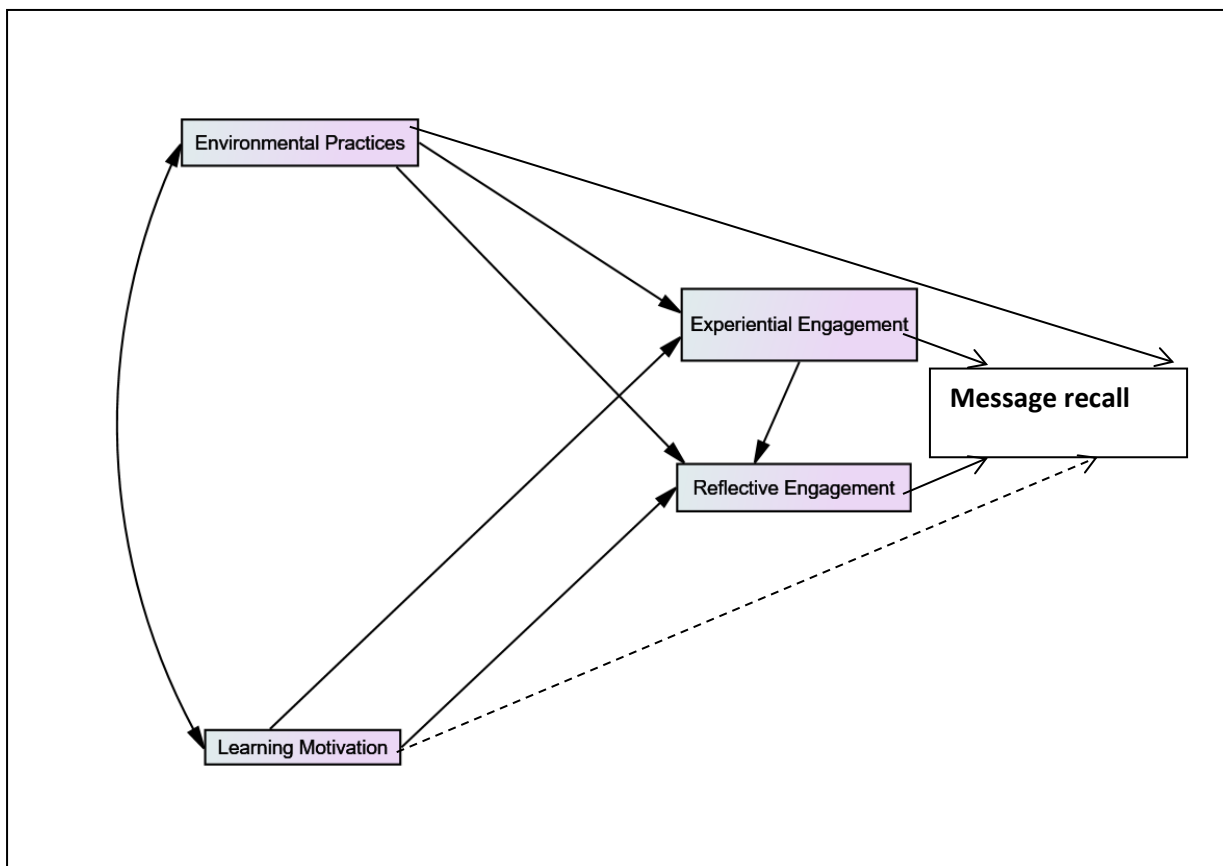 Environmental Practices
Experiential Engagement
Message recall
Reflective Engagement
Learning Motivation